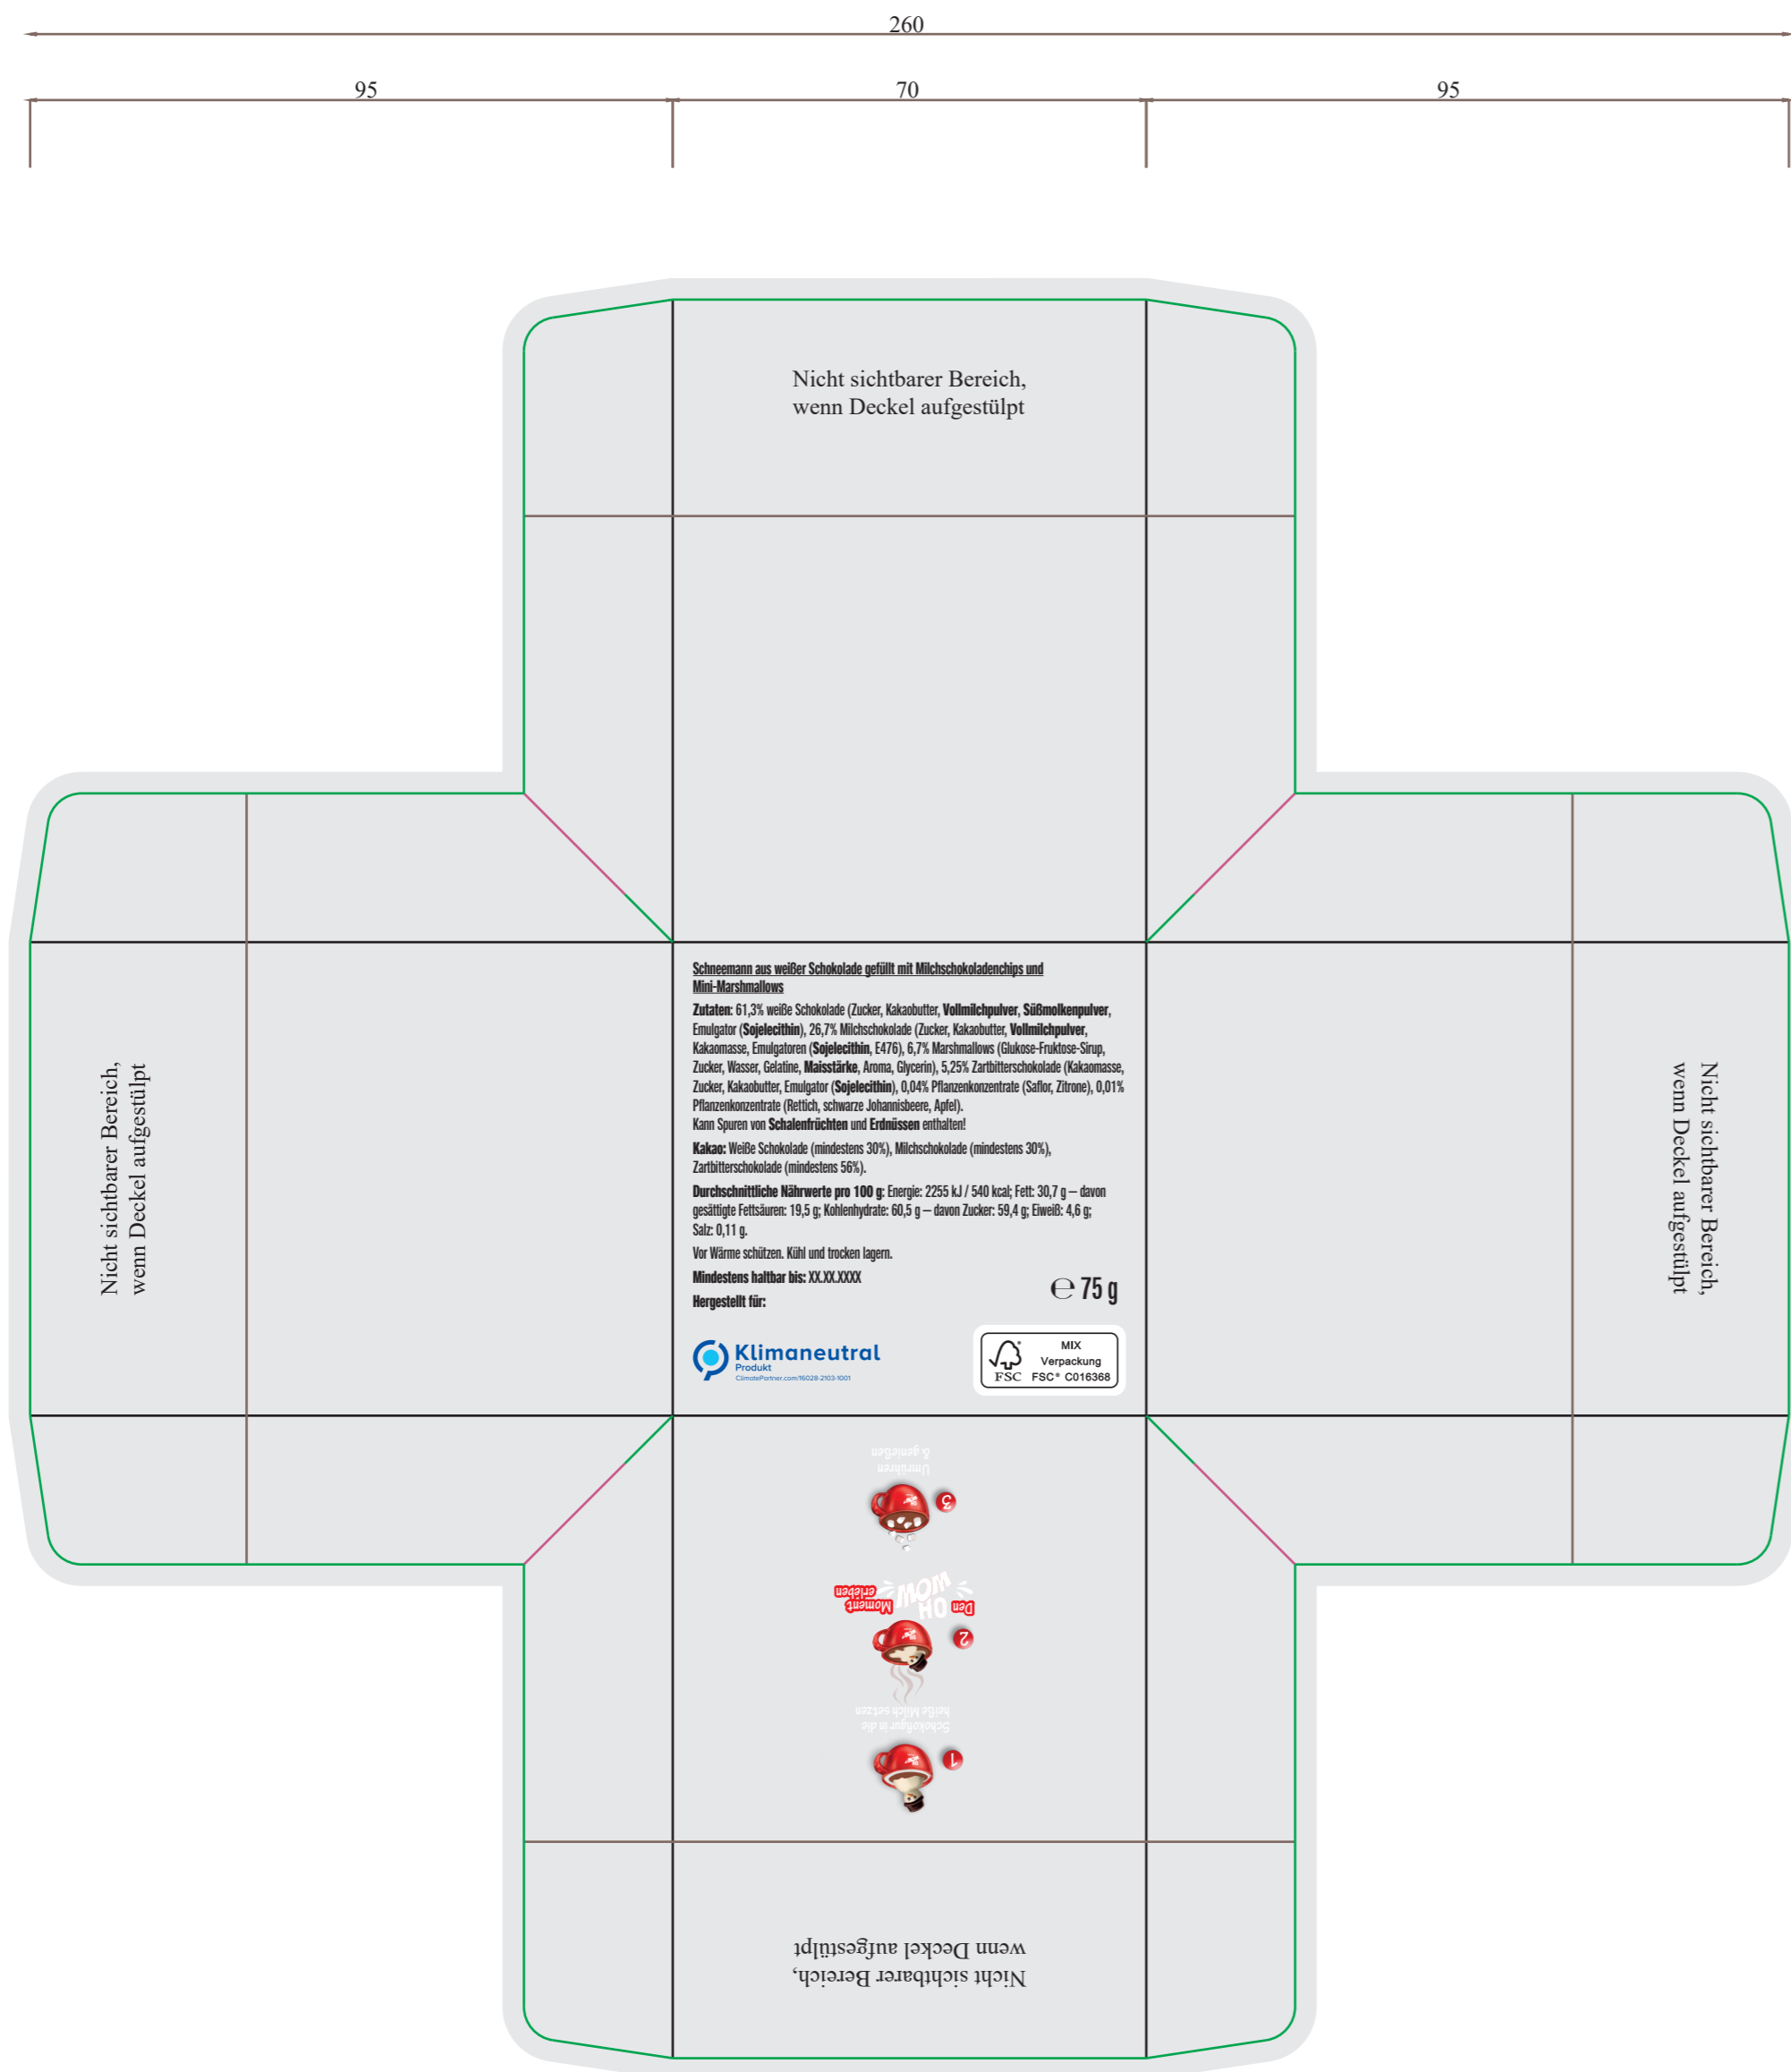 260
95
70
95
Nicht sichtbarer Bereich,
wenn Deckel aufgestülpt
Nicht sichtbarer Bereich,
wenn Deckel aufgestülpt
Schneemann aus weißer Schokolade gefüllt mit Milchschokoladenchips und
Mini-Marshmallows
Zutaten: 61,3% weiße Schokolade (Zucker, Kakaobutter, Vollmilchpulver, Süßmolkenpulver,
Emulgator (Sojelecithin), 26,7% Milchschokolade (Zucker, Kakaobutter, Vollmilchpulver,
Kakaomasse, Emulgatoren (Sojelecithin, E476), 6,7% Marshmallows (Glukose-Fruktose-Sirup,
Zucker, Wasser, Gelatine, Maisstärke, Aroma, Glycerin), 5,25% Zartbitterschokolade (Kakaomasse,
Zucker, Kakaobutter, Emulgator (Sojelecithin), 0,04% Pflanzenkonzentrate (Saflor, Zitrone), 0,01%
Pflanzenkonzentrate (Rettich, schwarze Johannisbeere, Apfel).
Kann Spuren von Schalenfrüchten und Erdnüssen enthalten!
Kakao: Weiße Schokolade (mindestens 30%), Milchschokolade (mindestens 30%),
Zartbitterschokolade (mindestens 56%).
Durchschnittliche Nährwerte pro 100 g: Energie: 2255 kJ / 540 kcal; Fett: 30,7 g – davon
gesättigte Fettsäuren: 19,5 g; Kohlenhydrate: 60,5 g – davon Zucker: 59,4 g; Eiweiß: 4,6 g;
Salz: 0,11 g.
Vor Wärme schützen. Kühl und trocken lagern.
Mindestens haltbar bis: XX.XX.XXXX
Hergestellt für:
℮ 75 g
Klimaneutral
Produkt
ClimatePartner.com/16028-2103-1001
MIX
Verpackung
FSC® C016368
FSC
Nicht sichtbarer Bereich,
wenn Deckel aufgestülpt
1
Schokofigur in die
heiße Milch setzen
2
Den OH WOW Moment erleben
3
Umrühren
& genießen
Nicht sichtbarer Bereich,
wenn Deckel aufgestülpt